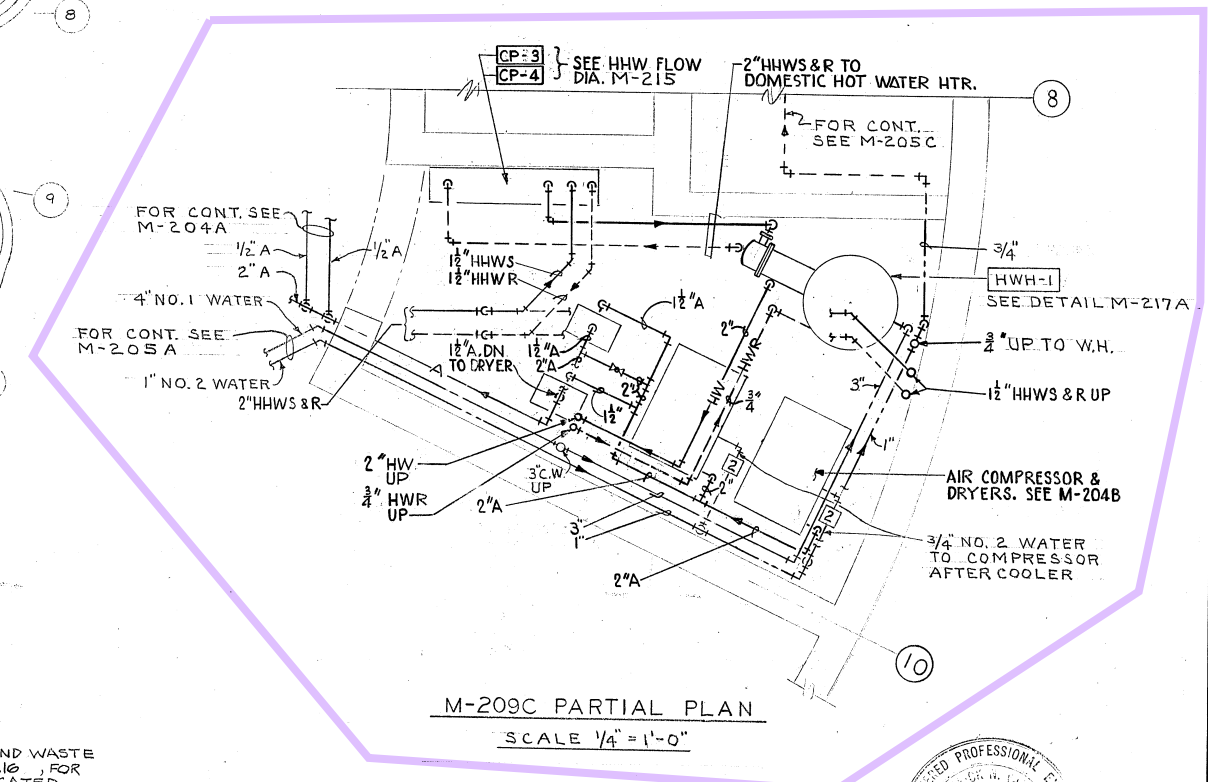 8
CP-3
CP-4
SEE HHW FLOW
DIA. M-215
2"HHWS&R TO
DOMESTIC HOT WATER HTR.
8
FOR CONT.
SEE M-205C
9
FOR CONT. SEE
M-204A
1/2"A
1/2"A
2"A
4" NO.1 WATER
FOR CONT. SEE
M-205A
1" NO.2 WATER
2"HHWS & R
1 1/2" HHWS
1 1/2" HHWR
1 1/2"A
1 1/2"A. DN.
TO DRYER
1 1/2"A
2"A
2"
1 1/2"
2"
HWR
HW
3/4
3/4"
HWH-1
SEE DETAIL M-217A
3/4" UP TO W.H.
3"
1 1/2" HHWS & R UP
1"
2" HW.
UP
3/4" HWR
UP
3"C.W.
UP
2"A
3"
1"
2
2"
2
2"A
AIR COMPRESSOR &
DRYERS. SEE M-204B
3/4" NO. 2 WATER
TO COMPRESSOR
AFTER COOLER
10
M-209C PARTIAL PLAN
SCALE 1/4" = 1'-0"
ND WASTE
FOR
PROFESSIONAL